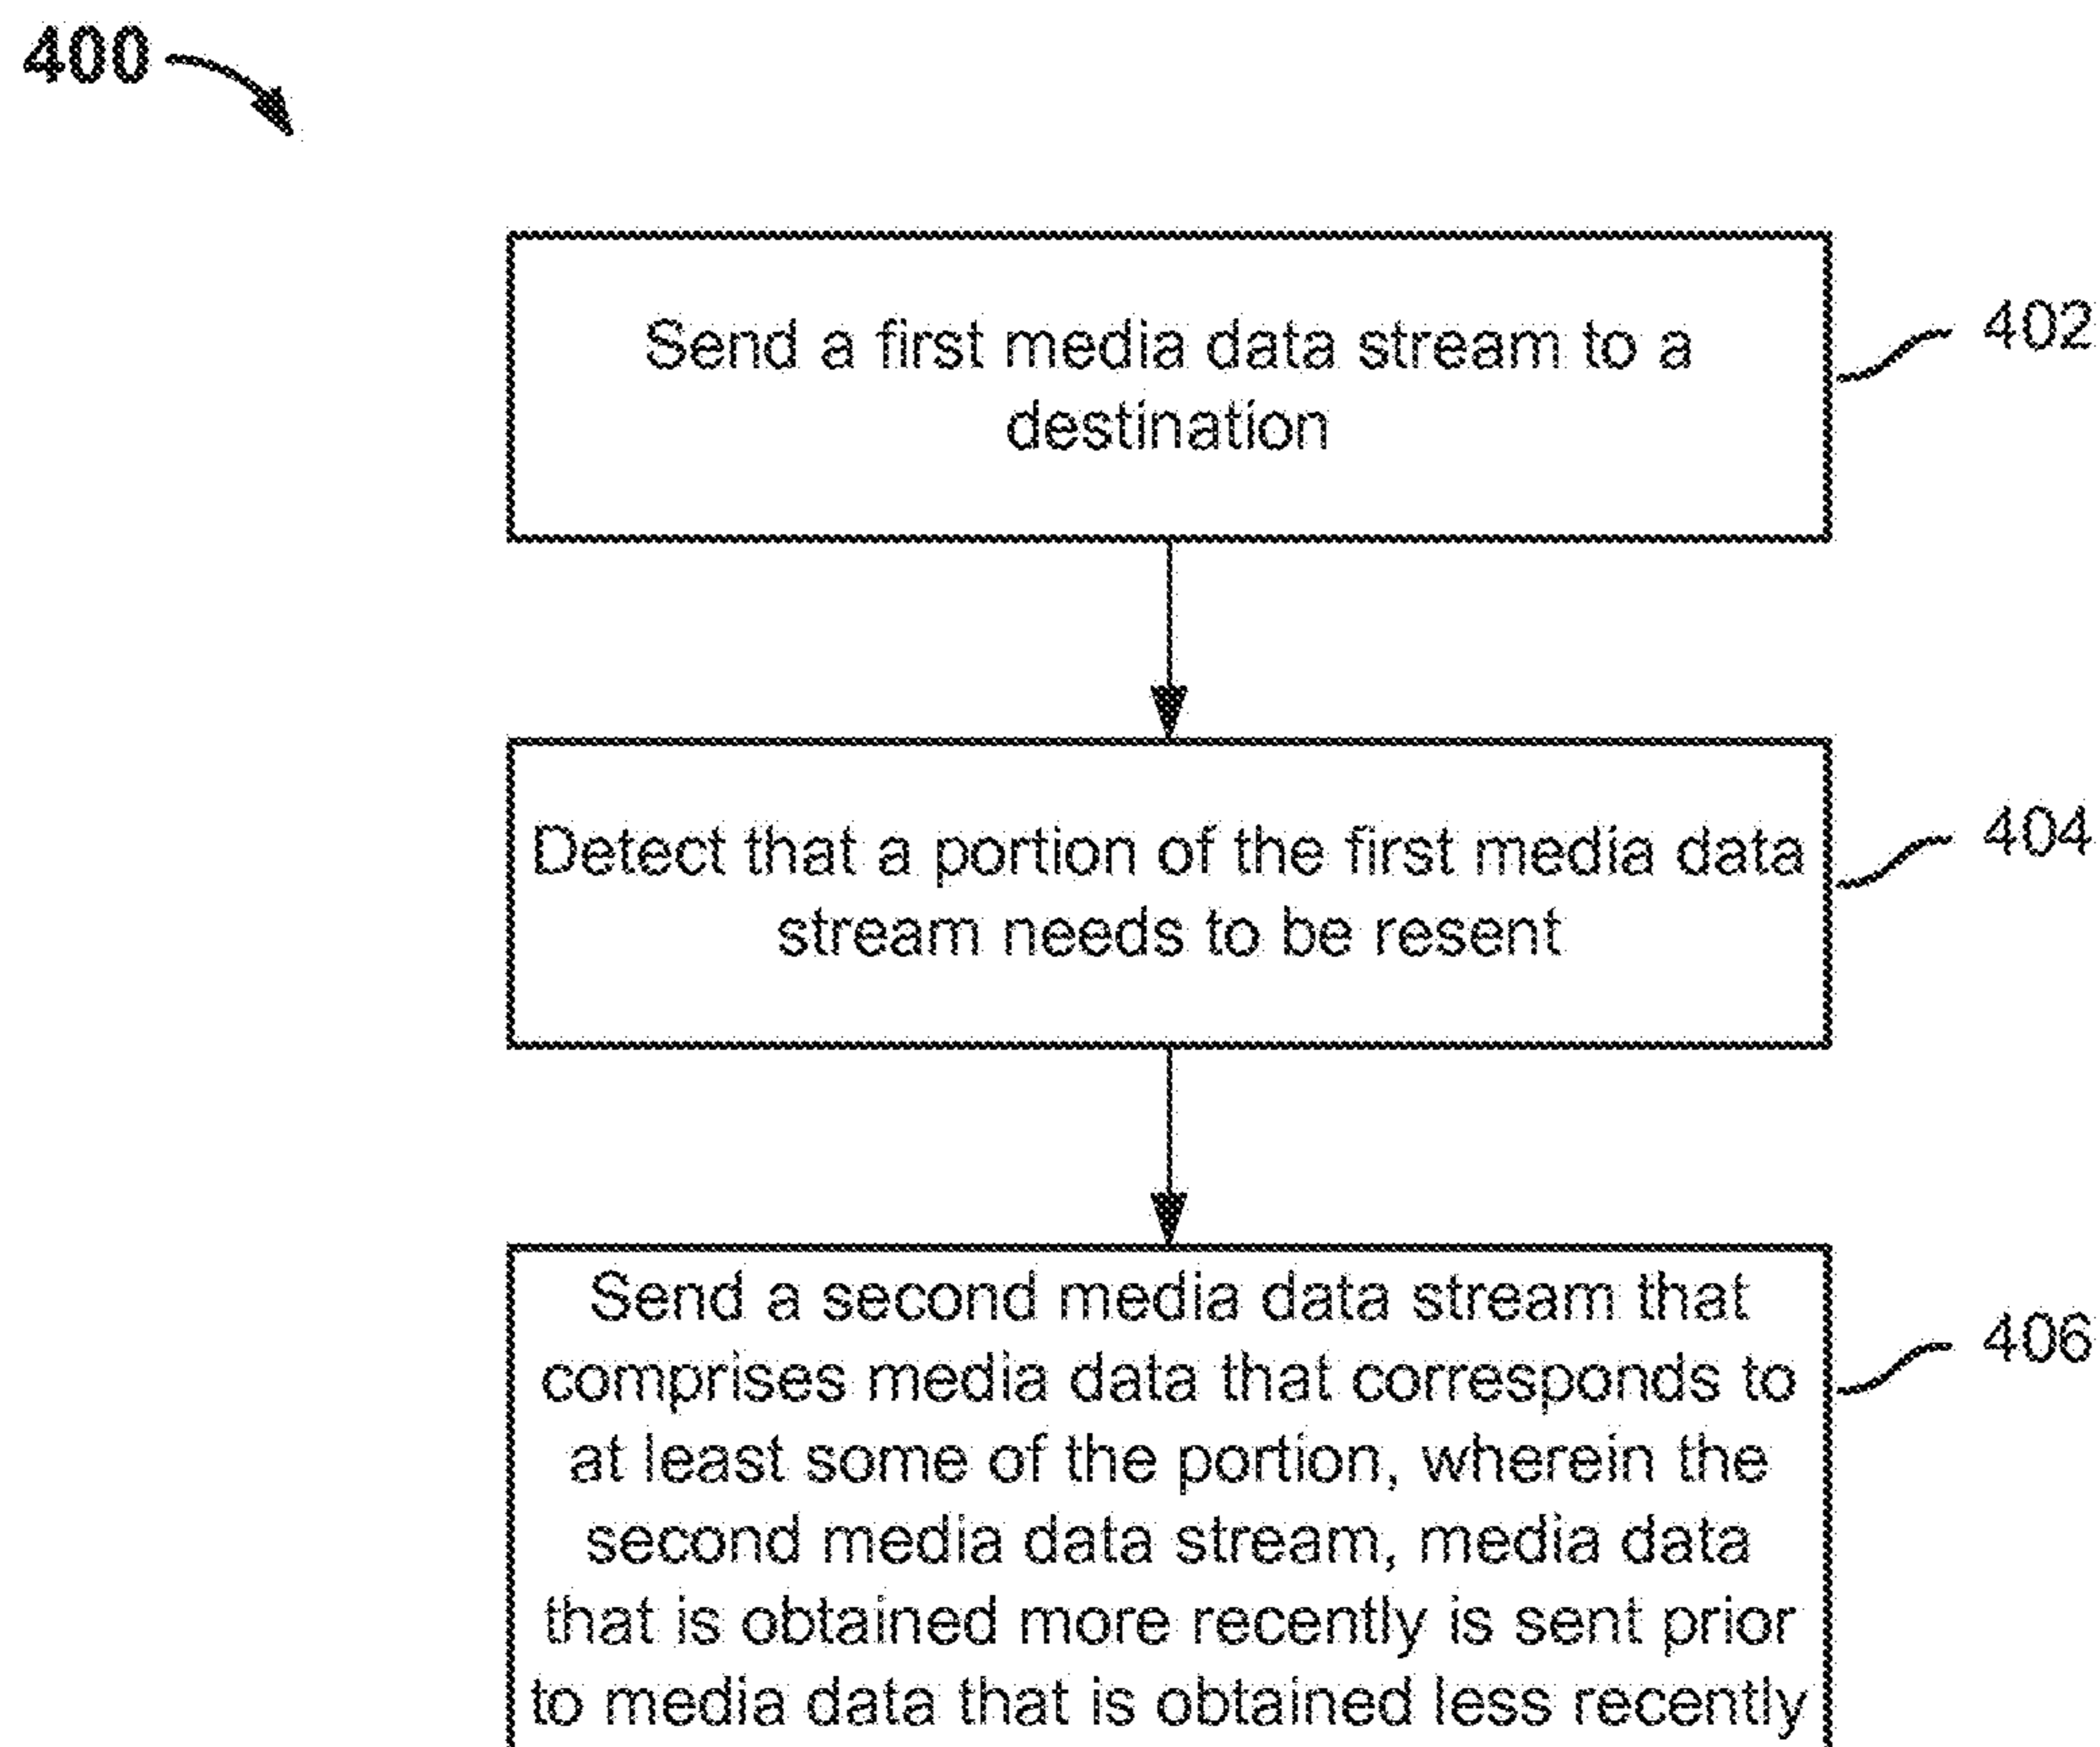 400
Send a first media data stream to a
destination
402
Detect that a portion of the first media data
stream needs to be resent
404
Send a second media data stream that
comprises media data that corresponds to
at least some of the portion, wherein the
second media data stream, media data
that is obtained more recently is sent prior
to media data that is obtained less recently
406